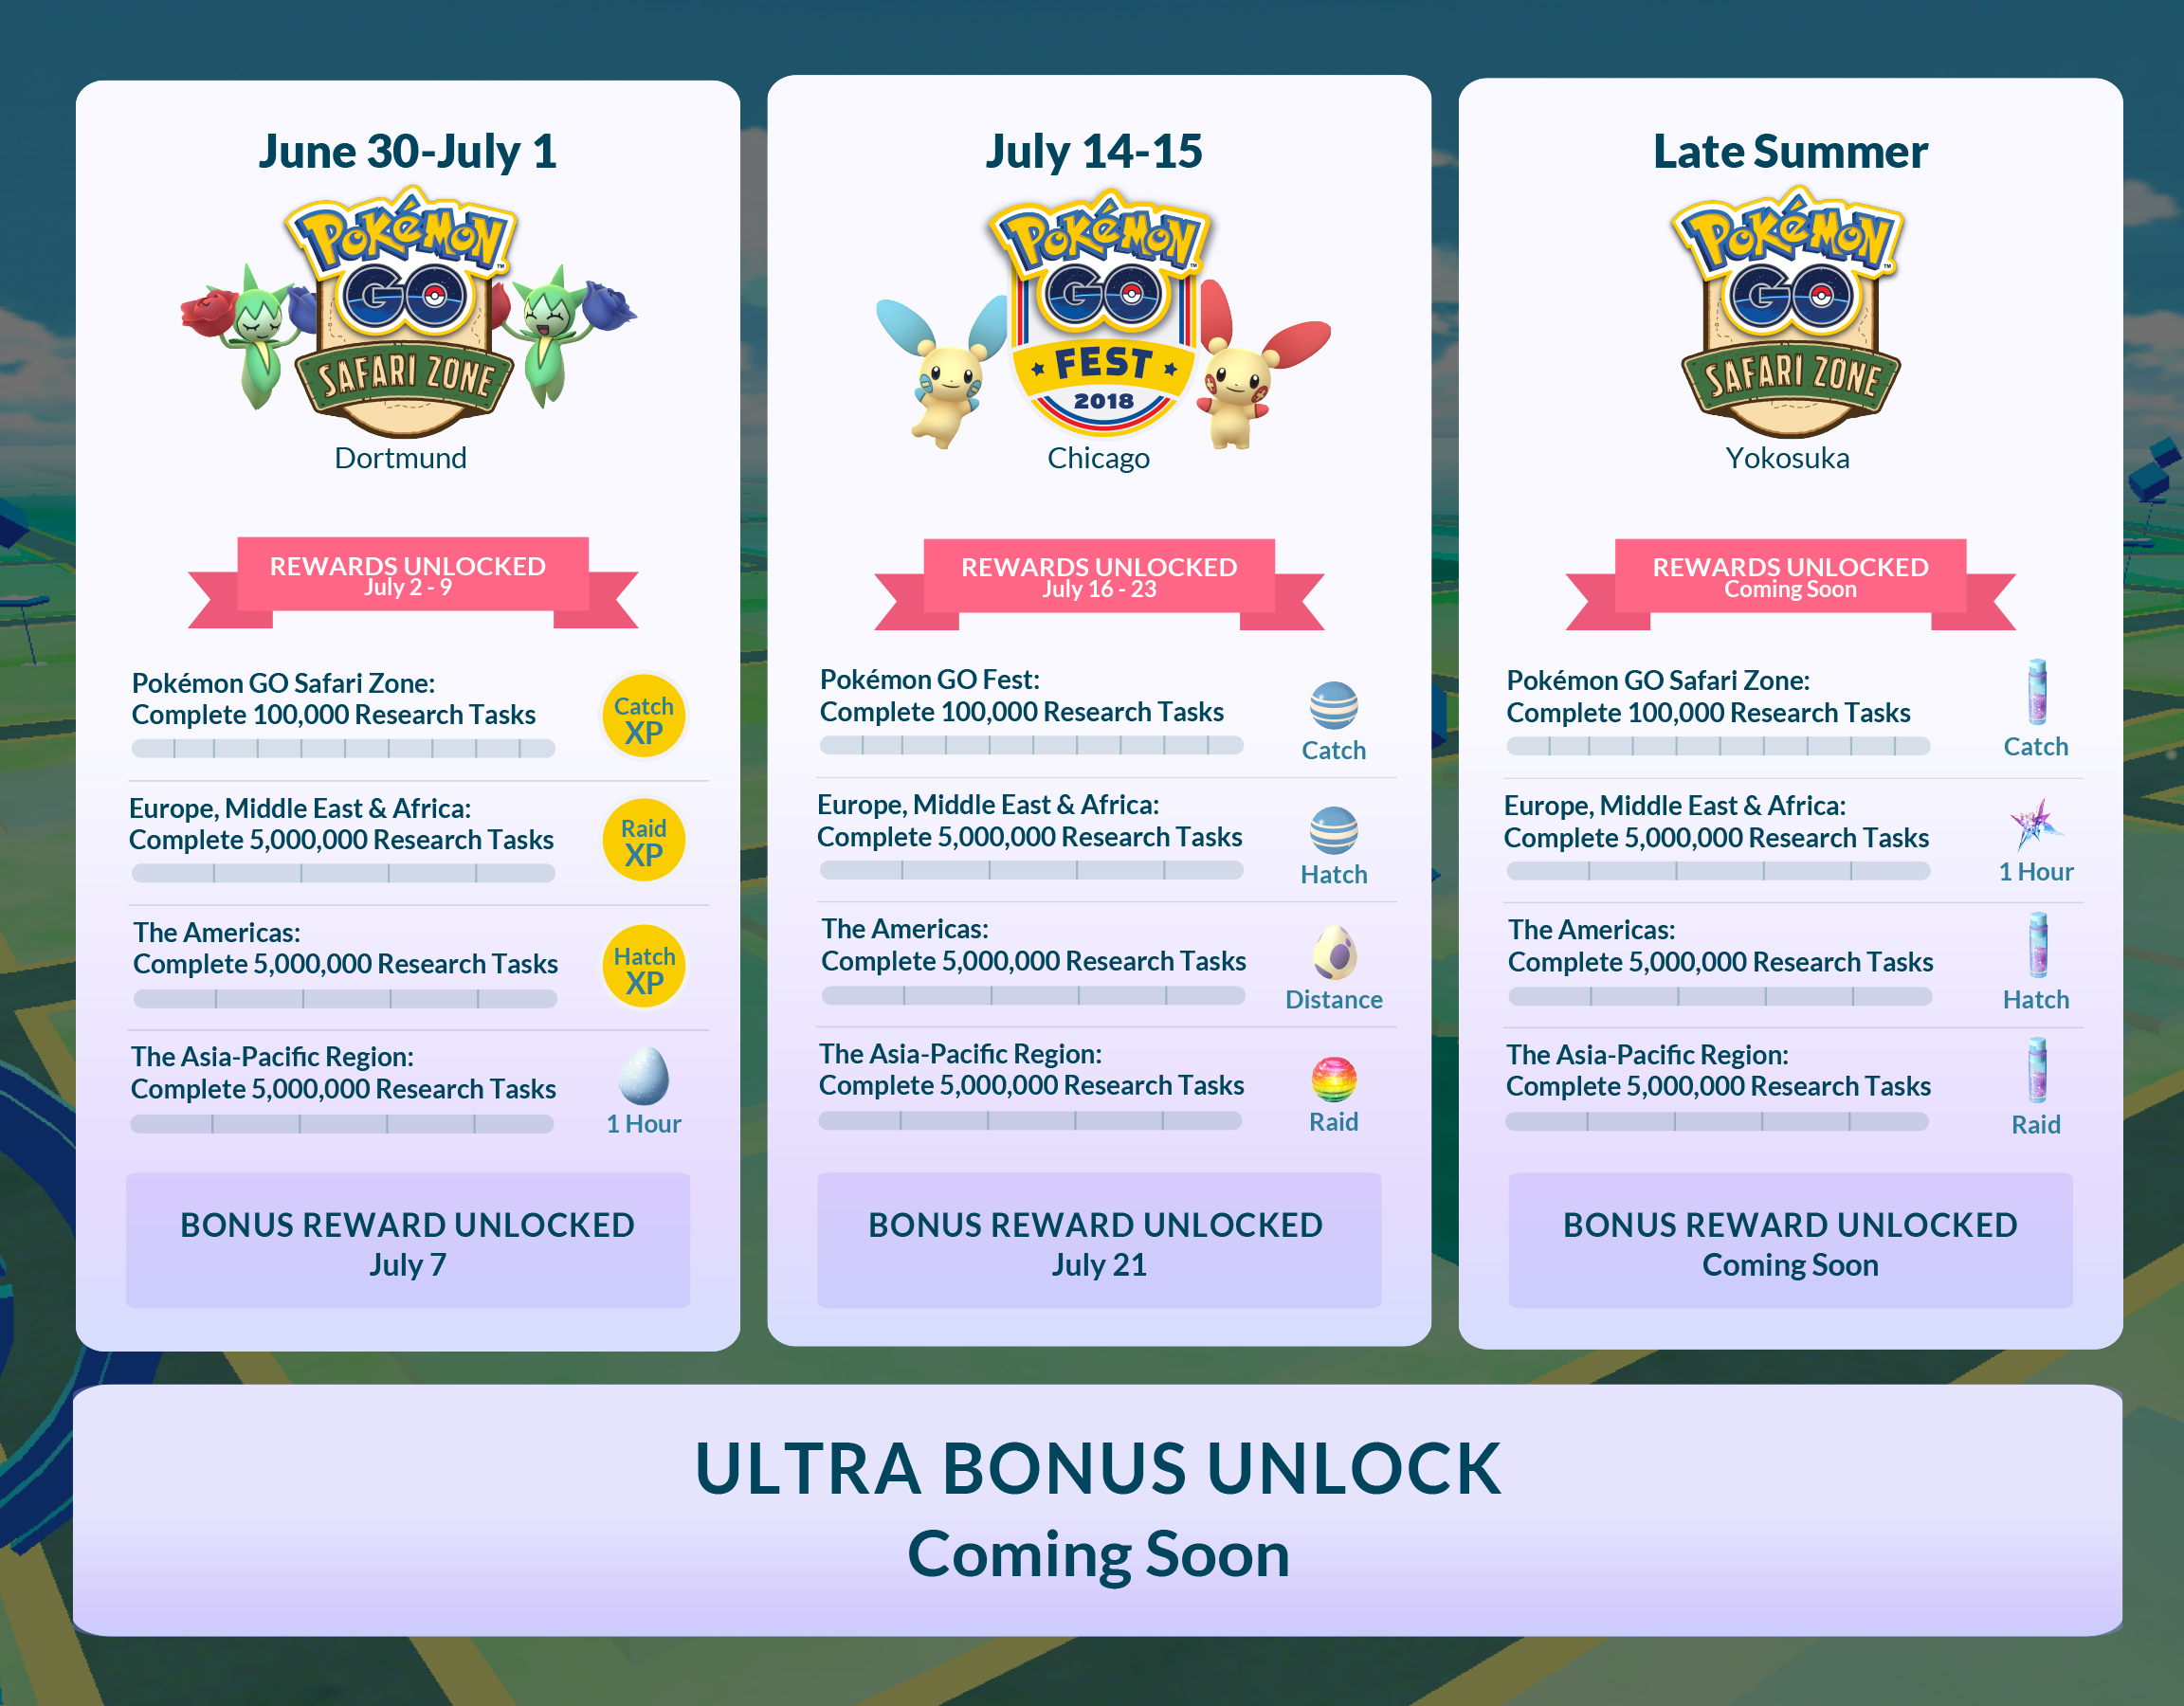 June 30-July 1
POKéMON
GO
SAFARI ZONE
Dortmund
REWARDS UNLOCKED
July 2 - 9
Pokémon GO Safari Zone:
Complete 100,000 Research Tasks
Catch
XP
Europe, Middle East & Africa:
Complete 5,000,000 Research Tasks
Raid
XP
The Americas:
Complete 5,000,000 Research Tasks
Hatch
XP
The Asia-Pacific Region:
Complete 5,000,000 Research Tasks
1 Hour
BONUS REWARD UNLOCKED
July 7
July 14-15
POKéMON
GO
FEST
2018
Chicago
REWARDS UNLOCKED
July 16 - 23
Pokémon GO Fest:
Complete 100,000 Research Tasks
Catch
Europe, Middle East & Africa:
Complete 5,000,000 Research Tasks
Hatch
The Americas:
Complete 5,000,000 Research Tasks
Distance
The Asia-Pacific Region:
Complete 5,000,000 Research Tasks
Raid
BONUS REWARD UNLOCKED
July 21
Late Summer
POKéMON
GO
SAFARI ZONE
Yokosuka
REWARDS UNLOCKED
Coming Soon
Pokémon GO Safari Zone:
Complete 100,000 Research Tasks
Catch
Europe, Middle East & Africa:
Complete 5,000,000 Research Tasks
1 Hour
The Americas:
Complete 5,000,000 Research Tasks
Hatch
The Asia-Pacific Region:
Complete 5,000,000 Research Tasks
Raid
BONUS REWARD UNLOCKED
Coming Soon
ULTRA BONUS UNLOCK
Coming Soon